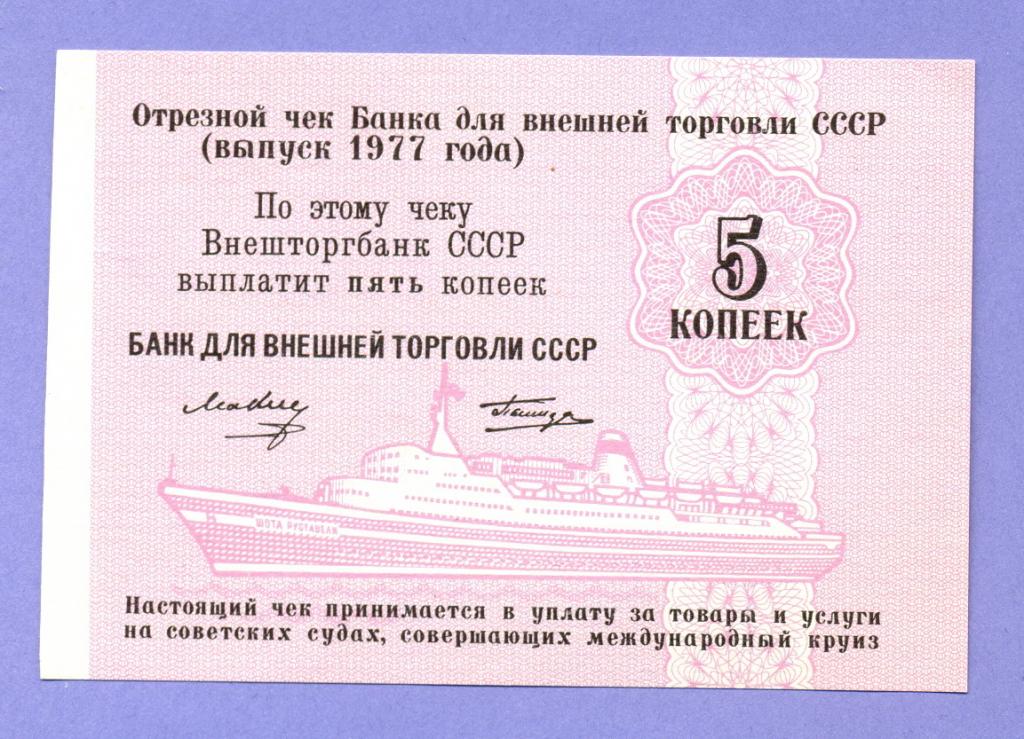 Отрезной чек Банка для внешней торговли СССР
(выпуск 1977 года)
По этому чеку
Внешторгбанк СССР
выплатит пять копеек
5
КОПЕЕК
БАНК ДЛЯ ВНЕШНЕЙ ТОРГОВЛИ СССР
ШОТА РУСТАВЕЛИ
Настоящий чек принимается в уплату за товары и услуги
на советских судах, совершающих международный круиз